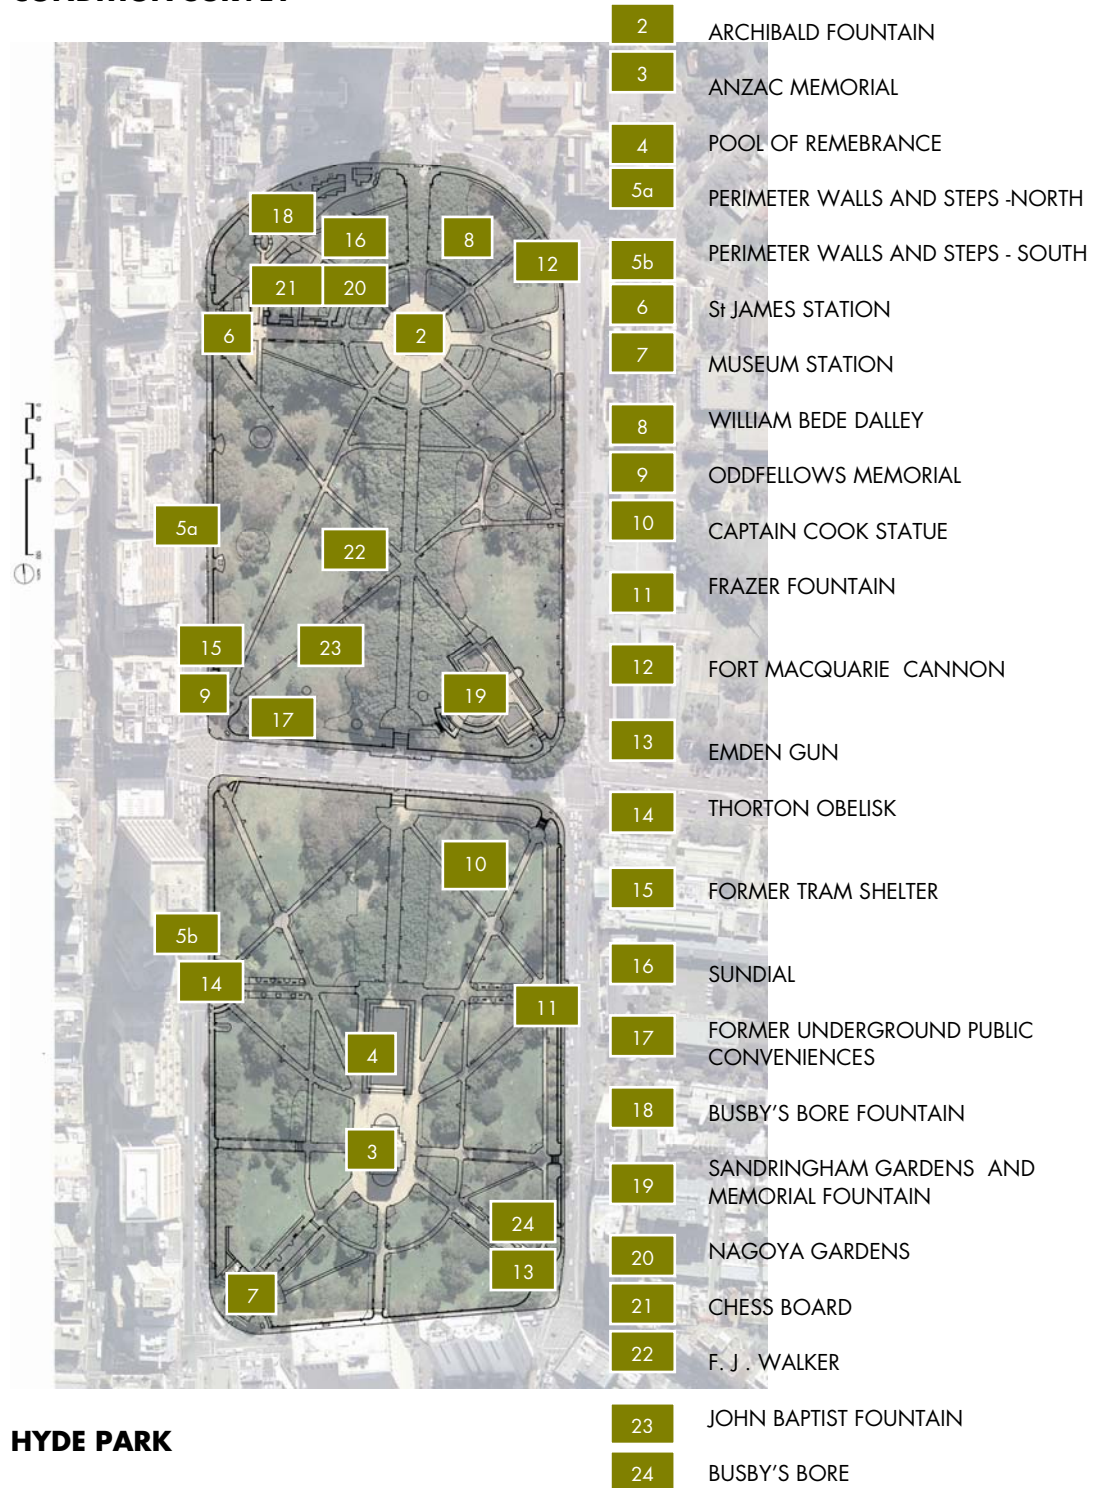 2 ARCHIBALD FOUNTAIN
3 ANZAC MEMORIAL
4 POOL OF REMEBRANCE
5a PERIMETER WALLS AND STEPS -NORTH
5b PERIMETER WALLS AND STEPS - SOUTH
6 St JAMES STATION
7 MUSEUM STATION
8 WILLIAM BEDE DALLEY
9 ODDFELLOWS MEMORIAL
10 CAPTAIN COOK STATUE
11 FRAZER FOUNTAIN
12 FORT MACQUARIE CANNON
13 EMDEN GUN
14 THORTON OBELISK
15 FORMER TRAM SHELTER
16 SUNDIAL
17 FORMER UNDERGROUND PUBLIC
CONVENIENCES
18 BUSBY'S BORE FOUNTAIN
19 SANDRINGHAM GARDENS AND
MEMORIAL FOUNTAIN
20 NAGOYA GARDENS
21 CHESS BOARD
22 F. J . WALKER
23 JOHN BAPTIST FOUNTAIN
24 BUSBY'S BORE
18
16
8
12
21 20
6
2
5a
22
15
23
9
19
17
10
5b
14
11
4
3
24
13
7
HYDE PARK